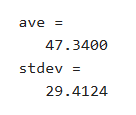 ave =
47.3400
stdev =
29.4124